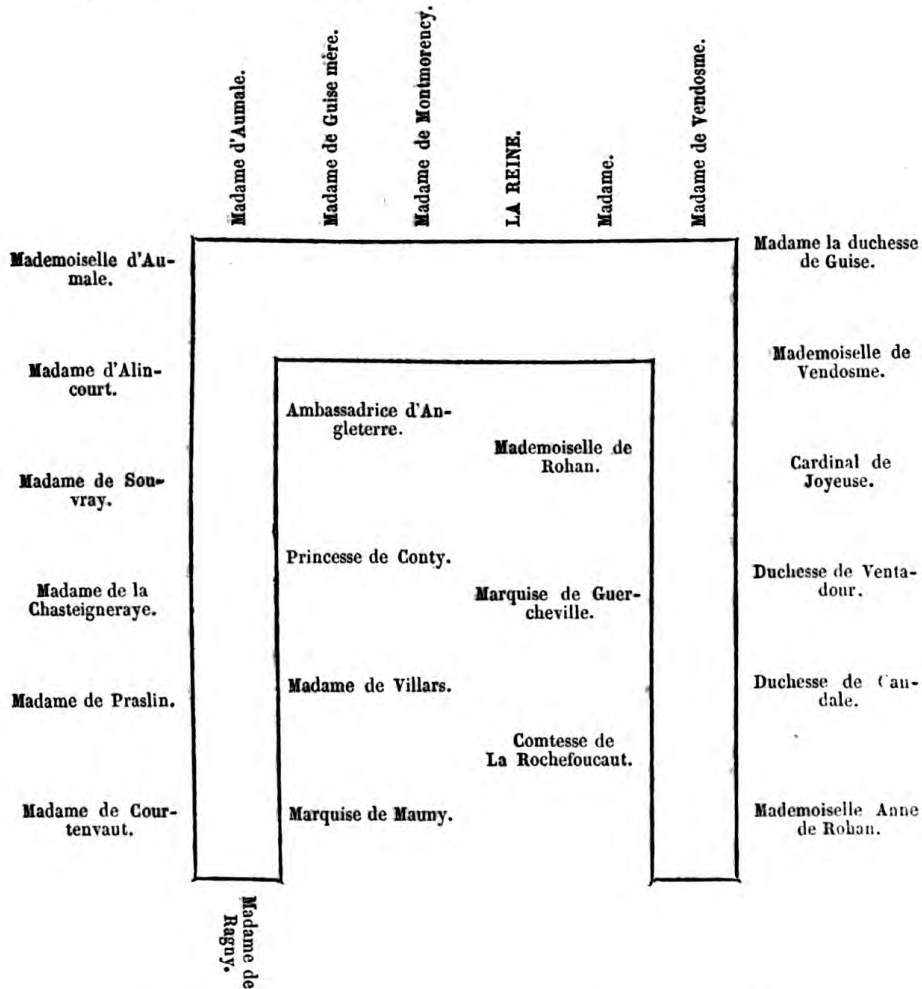 Madame d'Aumale.
Madame de Guise mère.
Madame de Montmorency.
LA REINE.
Madame.
Madame de Vendosme.
Mademoiselle d'Au-
male.
Madame d'Alin-
court.
Madame de Sou-
vray.
Madame de la
Chasteigneraye.
Madame de Praslin.
Madame de Cour-
tenvaut.
Madame de
Ragny.
Ambassadrice d'An-
gleterre.
Princesse de Conty.
Madame de Villars.
Marquise de Mauny.
Mademoiselle de
Rohan.
Marquise de Guer-
cheville.
Comtesse de
La Rochefoucaut.
Madame la duchesse
de Guise.
Mademoiselle de
Vendosme.
Cardinal de
Joyeuse.
Duchesse de Venta-
dour.
Duchesse de Can-
dale.
Mademoiselle Anne
de Rohan.